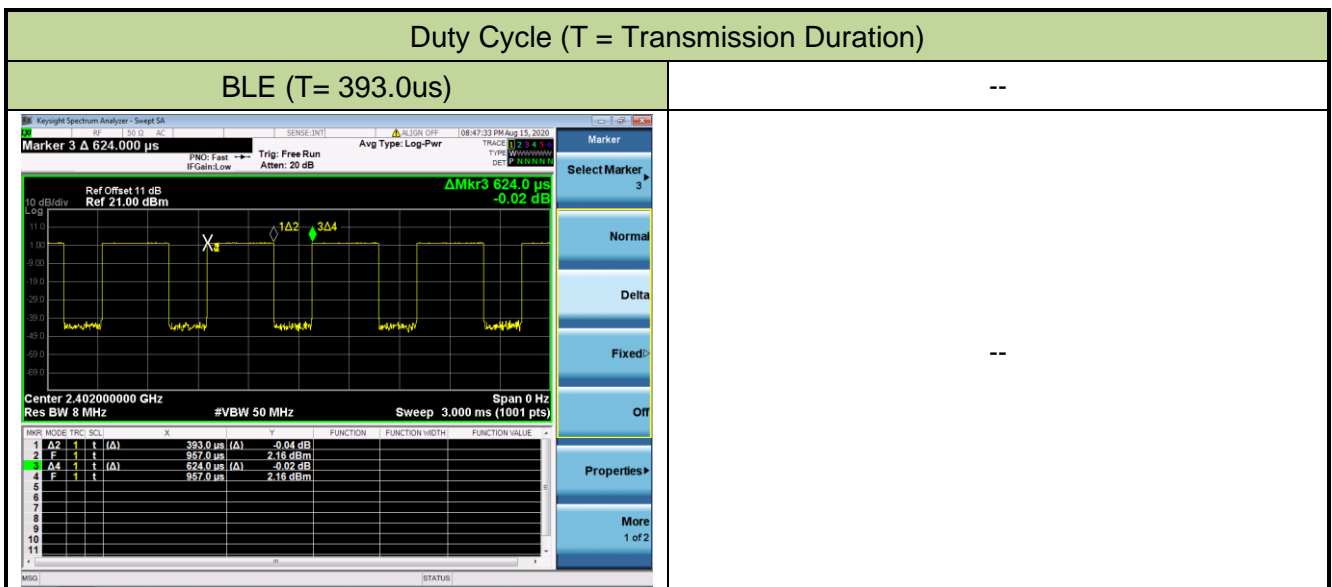 Duty Cycle (T = Transmission Duration)
BLE (T= 393.0us)
--
Keysight Spectrum Analyzer - Swept SA
RF 50 Ω AC SENSE:INT ALIGN OFF 08:47:33 PM Aug 15, 2020
Marker 3 Δ 624.000 µs
PNO: Fast
IFGain:Low
Trig: Free Run
Atten: 20 dB
Avg Type: Log-Pwr
TRACE 1 2 3 4 5 6
TYPE WWWWWW
DET P N N N N N
Marker
Select Marker
3
Ref Offset 11 dB
10 dB/div Ref 21.00 dBm
Log
ΔMkr3 624.0 µs
-0.02 dB
11.0
1.00
-9.00
-19.0
-29.0
-39.0
-49.0
-59.0
-69.0
1Δ2
3Δ4
Normal
Delta
Fixed
Off
Center 2.402000000 GHz Span 0 Hz
Res BW 8 MHz #VBW 50 MHz Sweep 3.000 ms (1001 pts)
MKR MODE TRC SCL X Y FUNCTION FUNCTION WIDTH FUNCTION VALUE
1 Δ2 1 t (Δ) 393.0 µs (Δ) -0.04 dB
2 F 1 t 957.0 µs 2.16 dBm
3 Δ4 1 t (Δ) 624.0 µs (Δ) -0.02 dB
4 F 1 t 957.0 µs 2.16 dBm
5
6
7
8
9
10
11
Properties
More
1 of 2
MSG STATUS
--